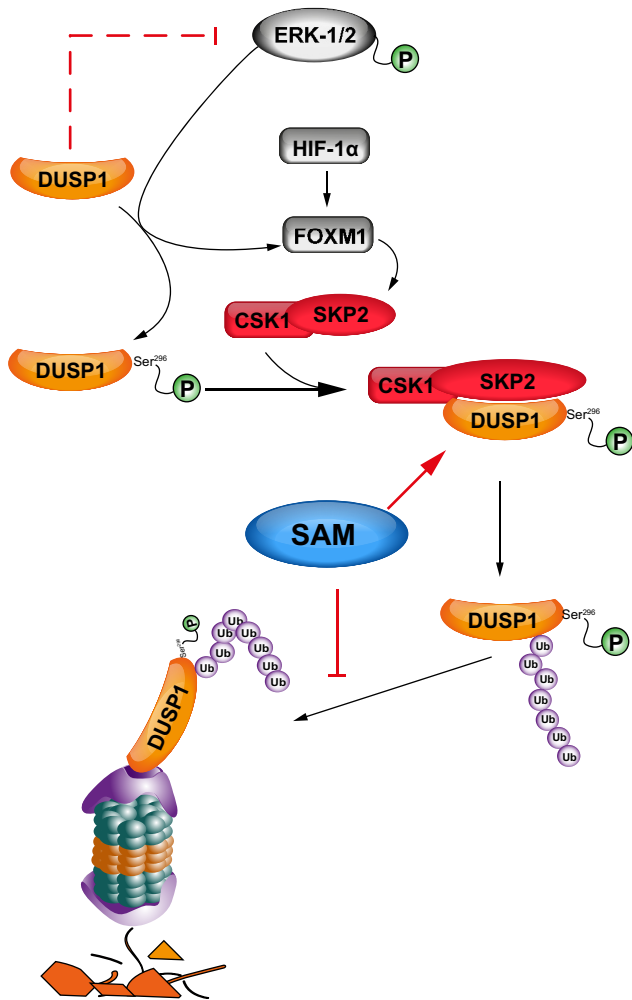 ERK-1/2
P
HIF-1α
DUSP1
FOXM1
CSK1
SKP2
DUSP1
Ser296
P
CSK1
SKP2
DUSP1
Ser296
P
SAM
DUSP1
Ser296
P
Ub
Ub
Ub
Ub
Ub
Ub
Ub
P
Ub
Ub
Ub
Ub
Ub
Ub
Ub
Ub
DUSP1